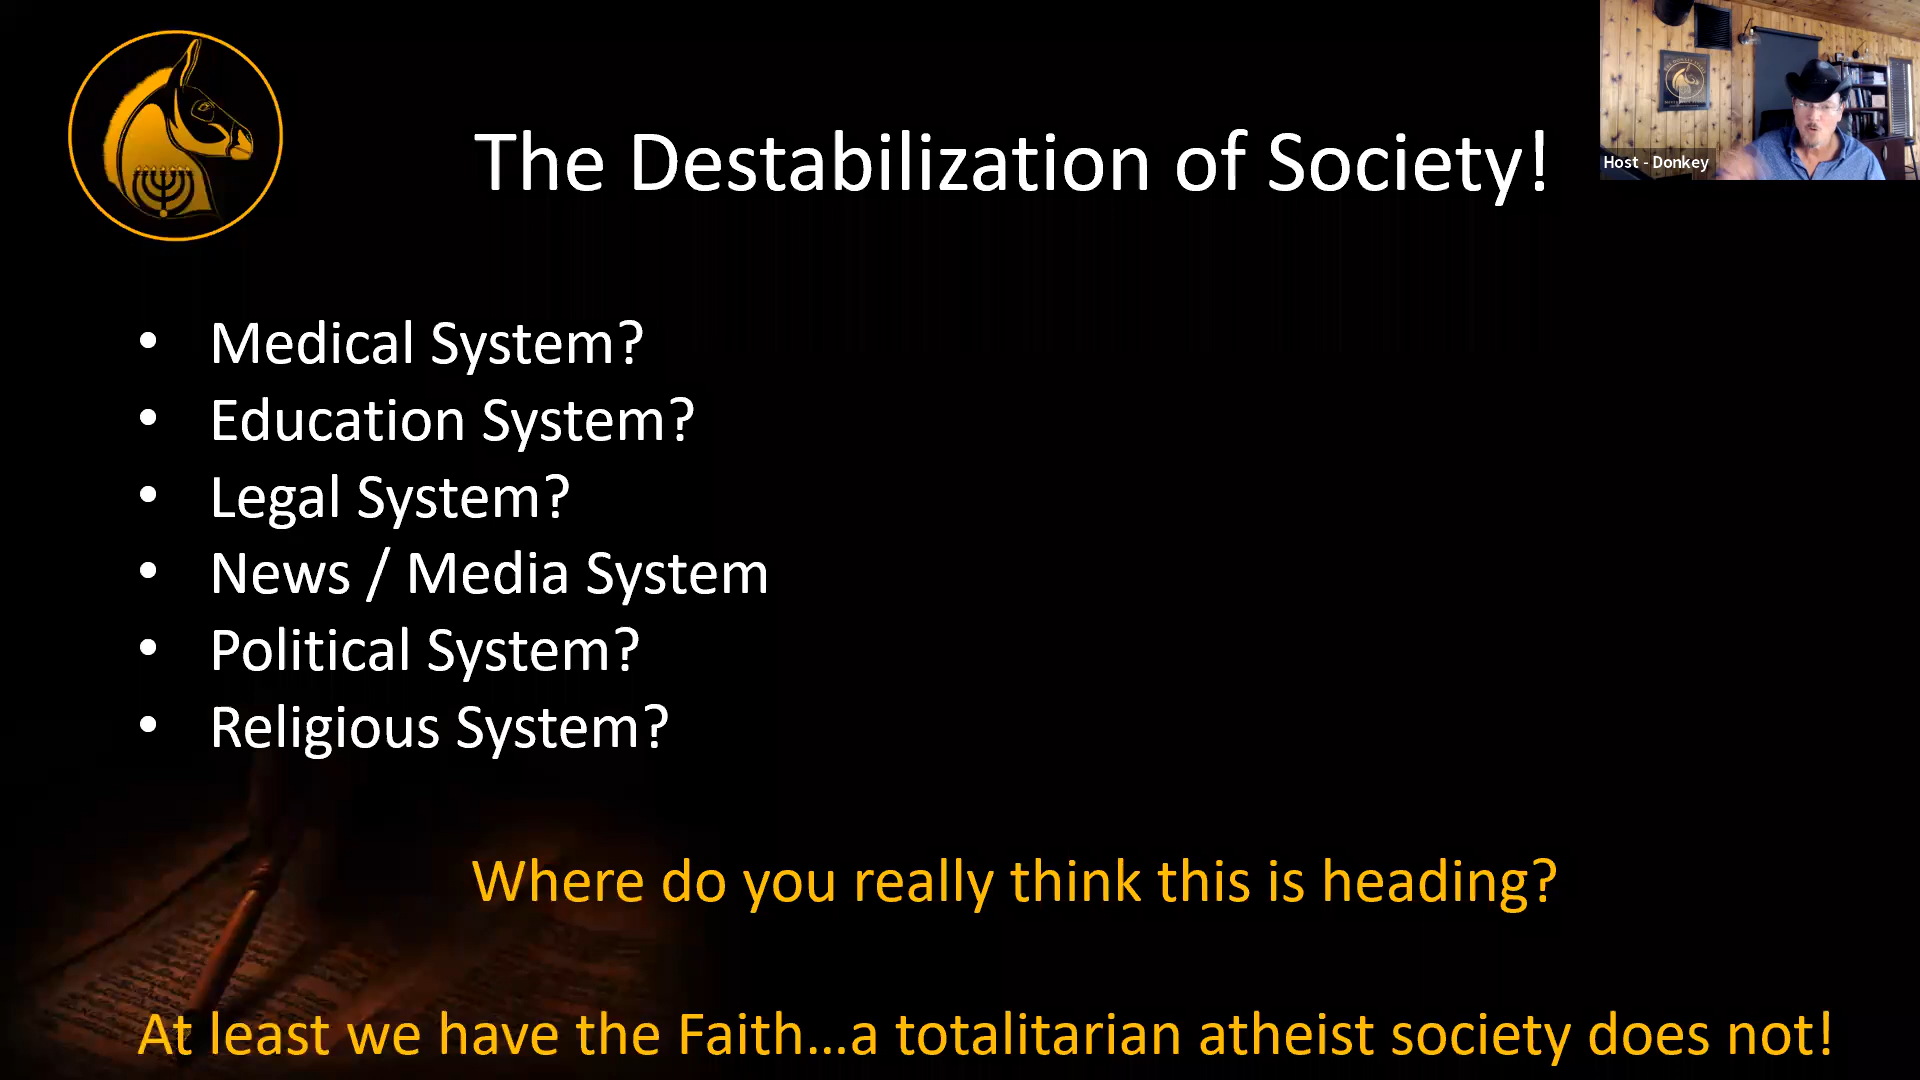 The Destabilization of Society!
Host - Donkey
• Medical System?
• Education System?
• Legal System?
• News / Media System
• Political System?
• Religious System?
Where do you really think this is heading?
At least we have the Faith...a totalitarian atheist society does not!